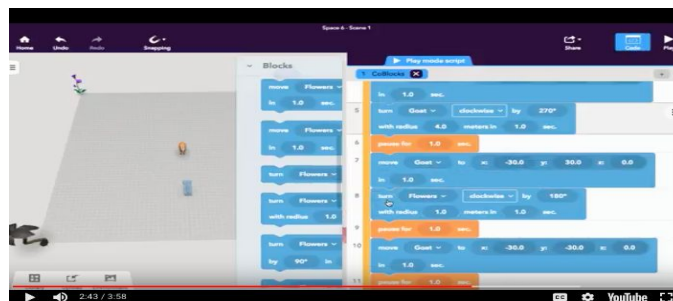 Space 6 - Scene 1
Home Undo Redo Snapping Share Code Play
Blocks
Play mode script
CoBlocks X
move Flowers
in 1.0 sec.
move Flowers
in 1.0 sec.
turn Flowers
turn Flowers
with radius 1.0
turn Flowers
by 90° in
in 1.0 sec.
5 turn Goat clockwise by 270°
with radius 4.0 meters in 1.0 sec.
6 pause for 1.0 sec.
7 move Goat to x: -30.0 y: 30.0 z: 0.0
in 1.0 sec.
8 turn Flowers clockwise by 180°
with radius 1.0 meters in 1.0 sec.
9 pause for 1.0 sec.
10 move Goat to x: -30.0 y: -30.0 z: 0.0
in 1.0 sec.
11 pause for 1.0 sec.
2:43 / 3:58 CC YouTube